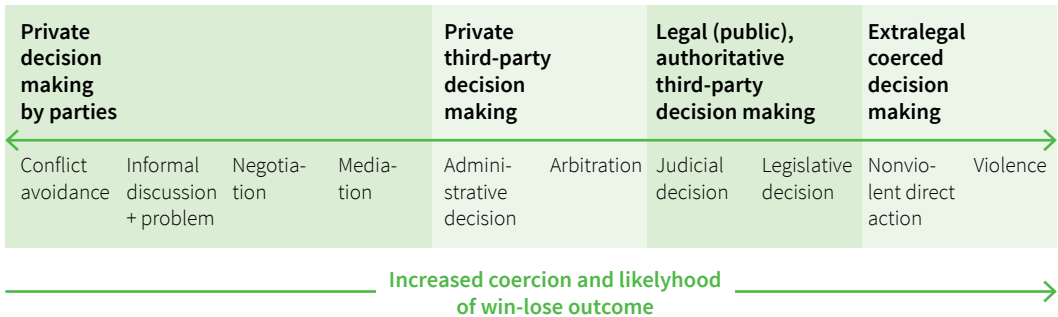 Private
decision
making
by parties
Private
third-party
decision
making
Legal (public),
authoritative
third-party
decision making
Extralegal
coerced
decision
making
Conflict
avoidance
Informal
discussion
+ problem
Negotia-
tion
Media-
tion
Admini-
strative
decision
Arbitration
Judicial
decision
Legislative
decision
Nonvio-
lent direct
action
Violence
Increased coercion and likelyhood
of win-lose outcome